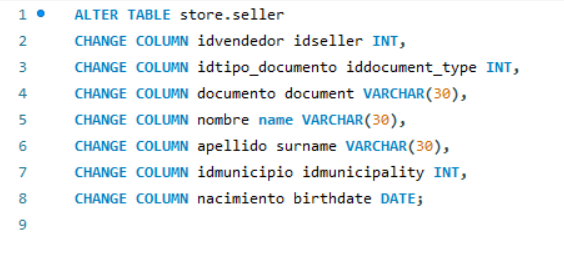 1 ALTER TABLE store.seller
2 CHANGE COLUMN idvendedor idseller INT,
3 CHANGE COLUMN idtipo_documento iddocument_type INT,
4 CHANGE COLUMN documento document VARCHAR(30),
5 CHANGE COLUMN nombre name VARCHAR(30),
6 CHANGE COLUMN apellido surname VARCHAR(30),
7 CHANGE COLUMN idmunicipio idmunicipality INT,
8 CHANGE COLUMN nacimiento birthdate DATE;
9